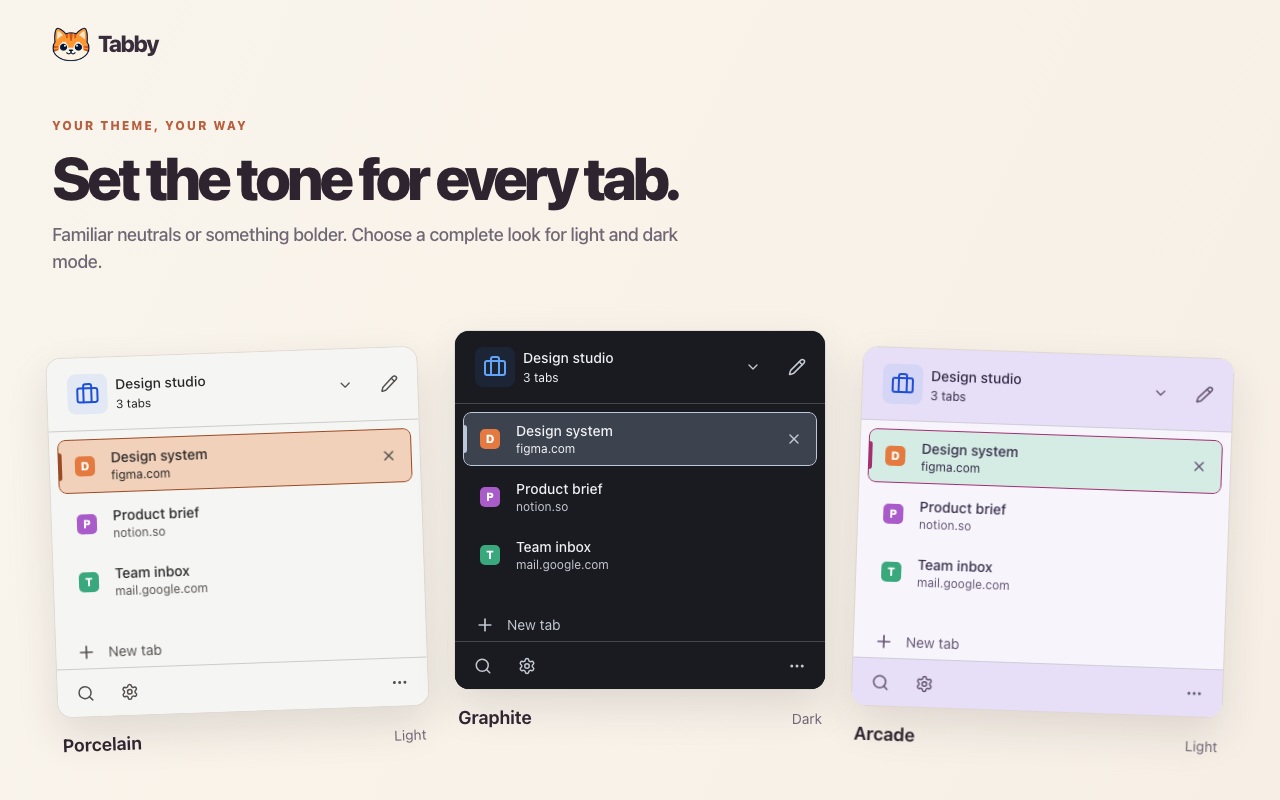 Tabby
YOUR THEME, YOUR WAY
Set the tone for every tab.
Familiar neutrals or something bolder. Choose a complete look for light and dark
mode.
Design studio
3 tabs
D
Design system
figma.com
P
Product brief
notion.so
T
Team inbox
mail.google.com
New tab
Porcelain
Light
Design studio
3 tabs
D
Design system
figma.com
P
Product brief
notion.so
T
Team inbox
mail.google.com
New tab
Graphite
Dark
Design studio
3 tabs
D
Design system
figma.com
P
Product brief
notion.so
T
Team inbox
mail.google.com
New tab
Arcade
Light